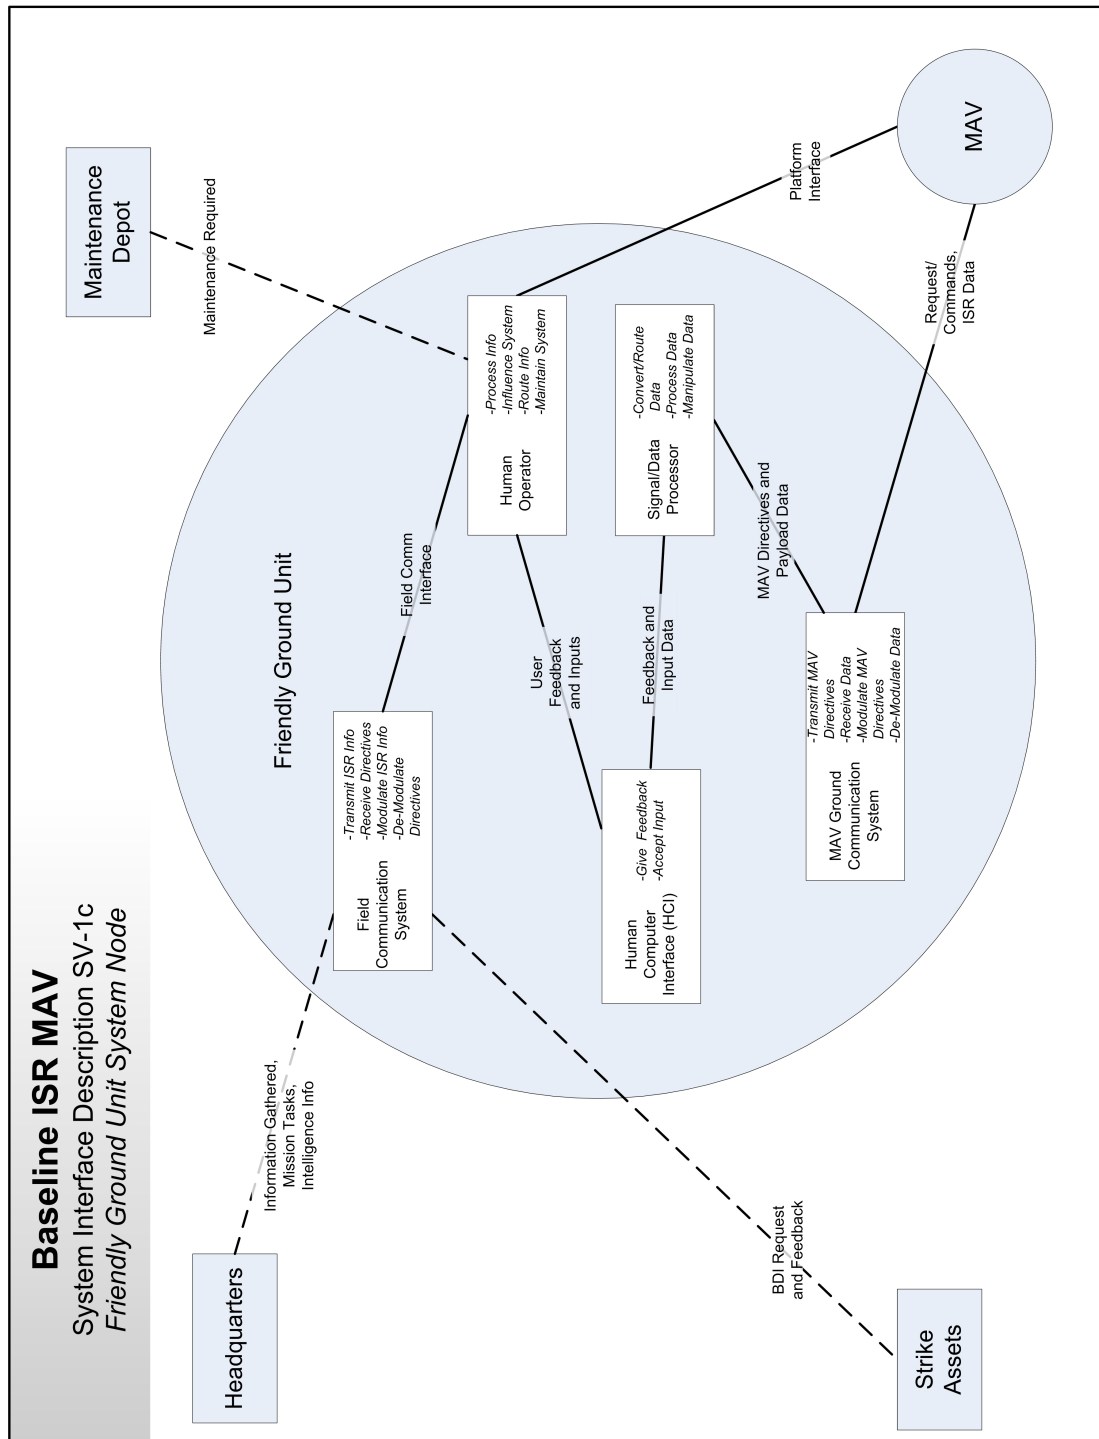 Baseline ISR MAV
System Interface Description SV-1c
Friendly Ground Unit System Node
Headquarters
Information Gathered,
Mission Tasks,
Intelligence Info
Maintenance
Depot
Maintenance Required
Friendly Ground Unit
Field
Communication
System
-Transmit ISR Info
-Receive Directives
-Modulate ISR Info
-De-Modulate
Directives
Field Comm
Interface
Human
Operator
-Process Info
-Influence System
-Route Info
-Maintain System
User
Feedback
and Inputs
Human
Computer
Interface (HCI)
-Give Feedback
-Accept Input
Feedback and
Input Data
Signal/Data
Processor
-Convert/Route
Data
-Process Data
-Manipulate Data
MAV Directives and
Payload Data
MAV Ground
Communication
System
-Transmit MAV
Directives
-Receive Data
-Modulate MAV
Directives
-De-Modulate Data
Platform
Interface
Request/
Commands,
ISR Data
MAV
BDI Request
and Feedback
Strike
Assets